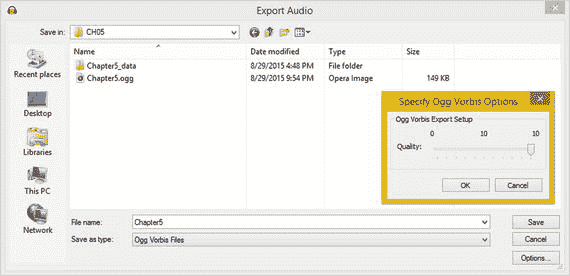 Export Audio
Save in: CH05
Name Date modified Type Size
Chapter5_data 8/29/2015 4:48 PM File folder
Chapter5.ogg 8/29/2015 9:54 PM Opera Image 149 KB
Recent places
Desktop
Libraries
This PC
Network
Specify Ogg Vorbis Options
Ogg Vorbis Export Setup
0 10 10
Quality:
OK Cancel
File name: Chapter5 Save
Save as type: Ogg Vorbis Files Cancel
Options...